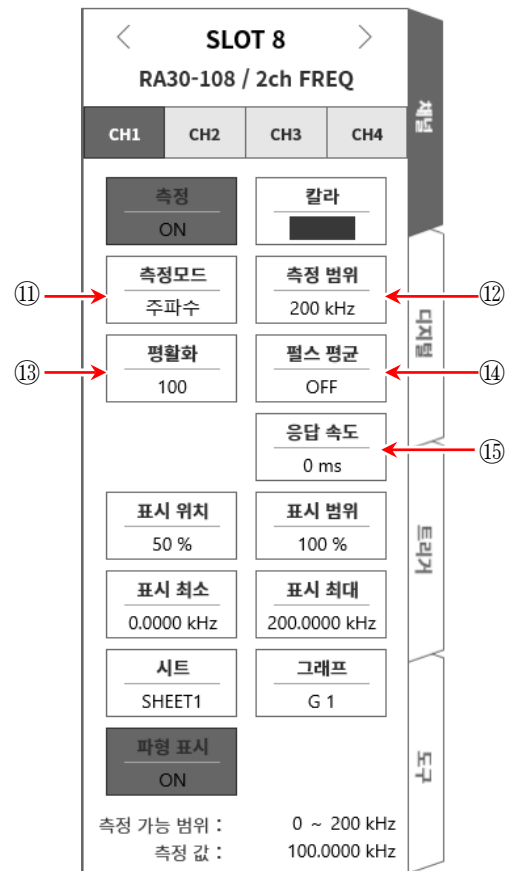 < SLOT 8 >
RA30-108 / 2ch FREQ
CH1 CH2 CH3 CH4
채널
측정 칼라
ON
⑪ 측정모드 측정 범위 ⑫
주파수 200 kHz
디지털
⑬ 평활화 펄스 평균 ⑭
100 OFF
응답 속도 ⑮
0 ms
트리거
표시 위치 표시 범위
50 % 100 %
표시 최소 표시 최대
0.0000 kHz 200.0000 kHz
시트 그래프
SHEET1 G 1
도구
파형 표시
ON
측정 가능 범위 : 0 ~ 200 kHz
측정 값 : 100.0000 kHz